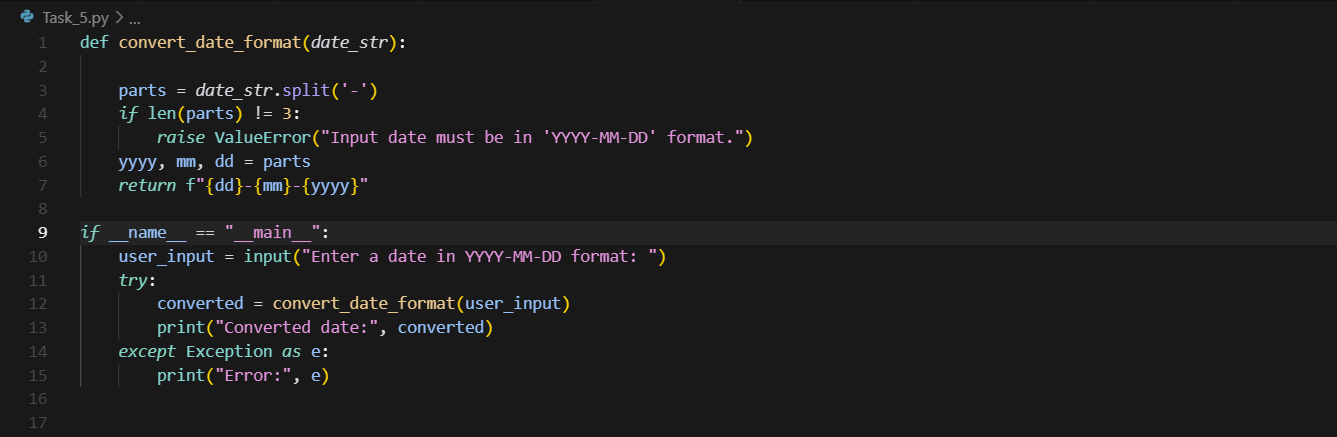 Task_5.py > ...
1 def convert_date_format(date_str):
2
3     parts = date_str.split('-')
4     if len(parts) != 3:
5         raise ValueError("Input date must be in 'YYYY-MM-DD' format.")
6     yyyy, mm, dd = parts
7     return f"{dd}-{mm}-{yyyy}"
8
9 if __name__ == "__main__":
10     user_input = input("Enter a date in YYYY-MM-DD format: ")
11     try:
12         converted = convert_date_format(user_input)
13         print("Converted date:", converted)
14     except Exception as e:
15         print("Error:", e)
16
17